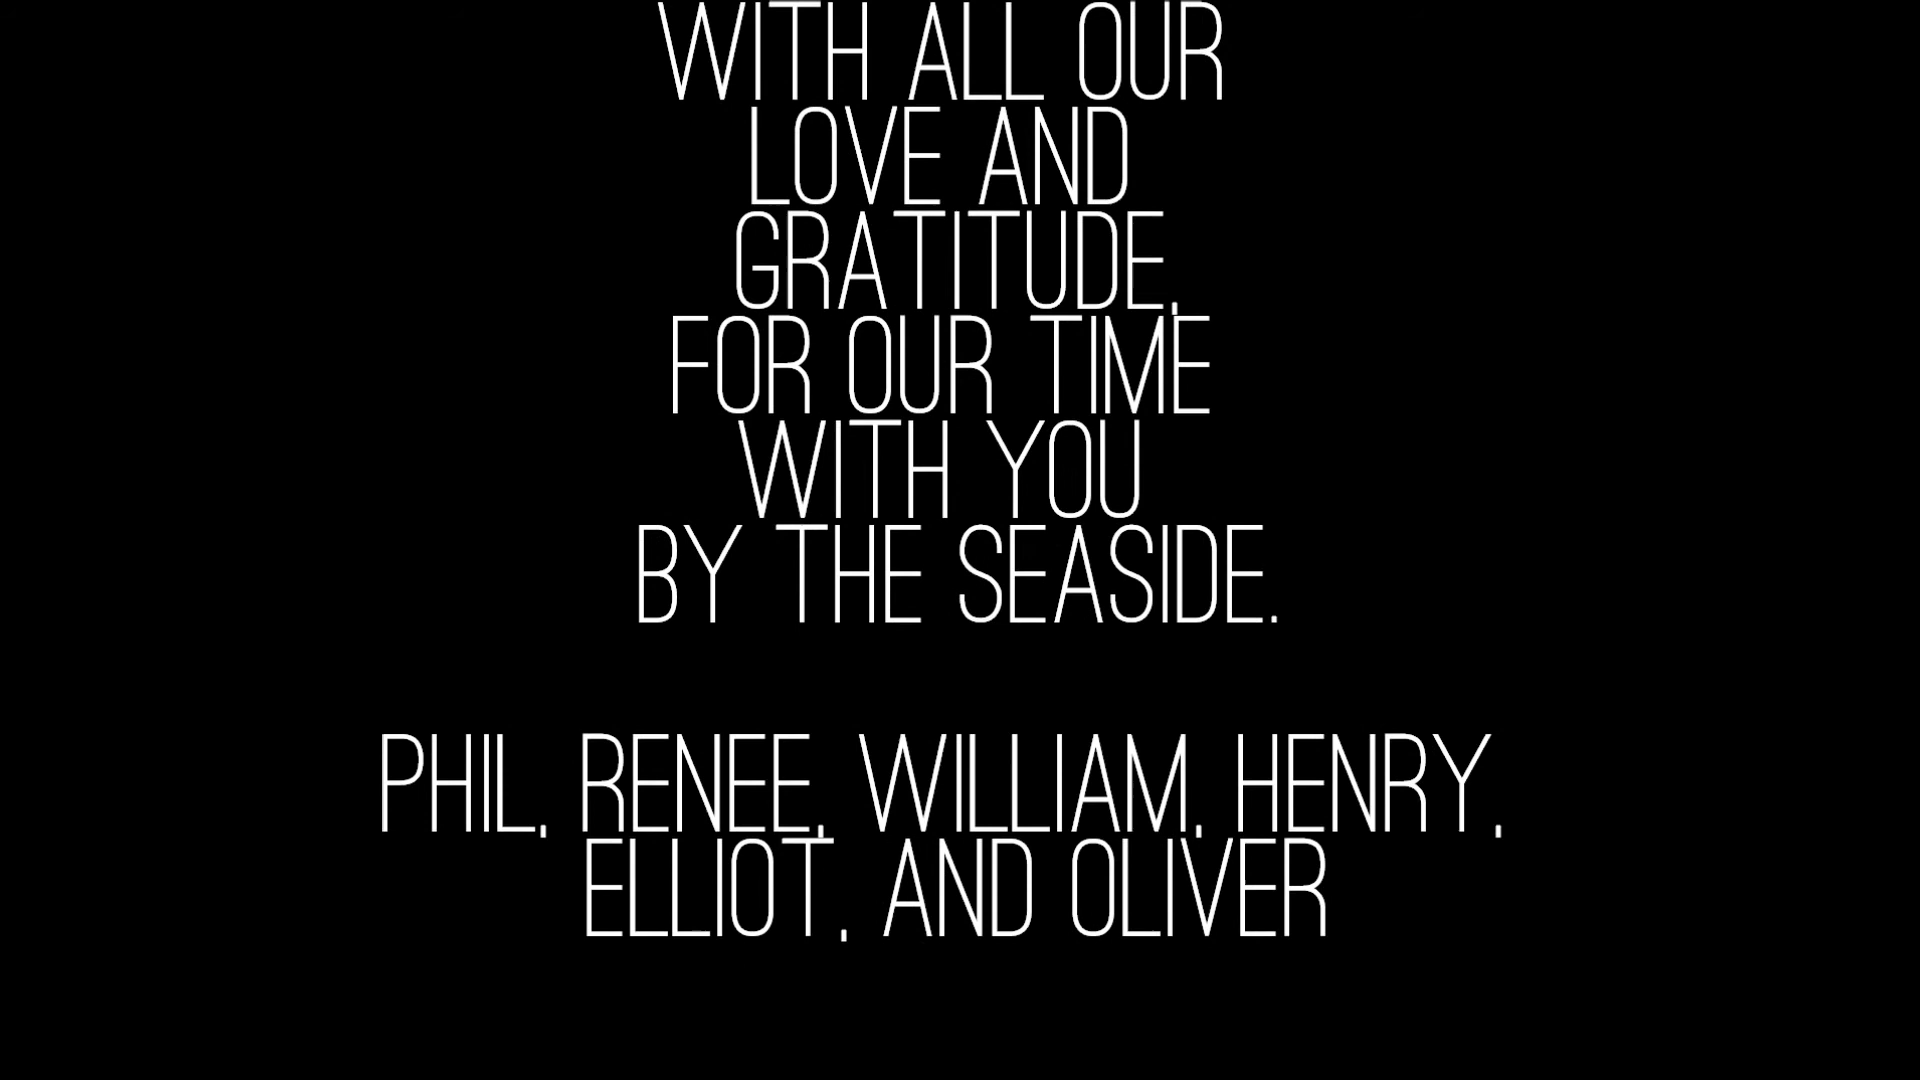 WITH ALL OUR
LOVE AND
GRATITUDE,
FOR OUR TIME
WITH YOU
BY THE SEASIDE.
PHIL, RENEE, WILLIAM, HENRY,
ELLIOT, AND OLIVER